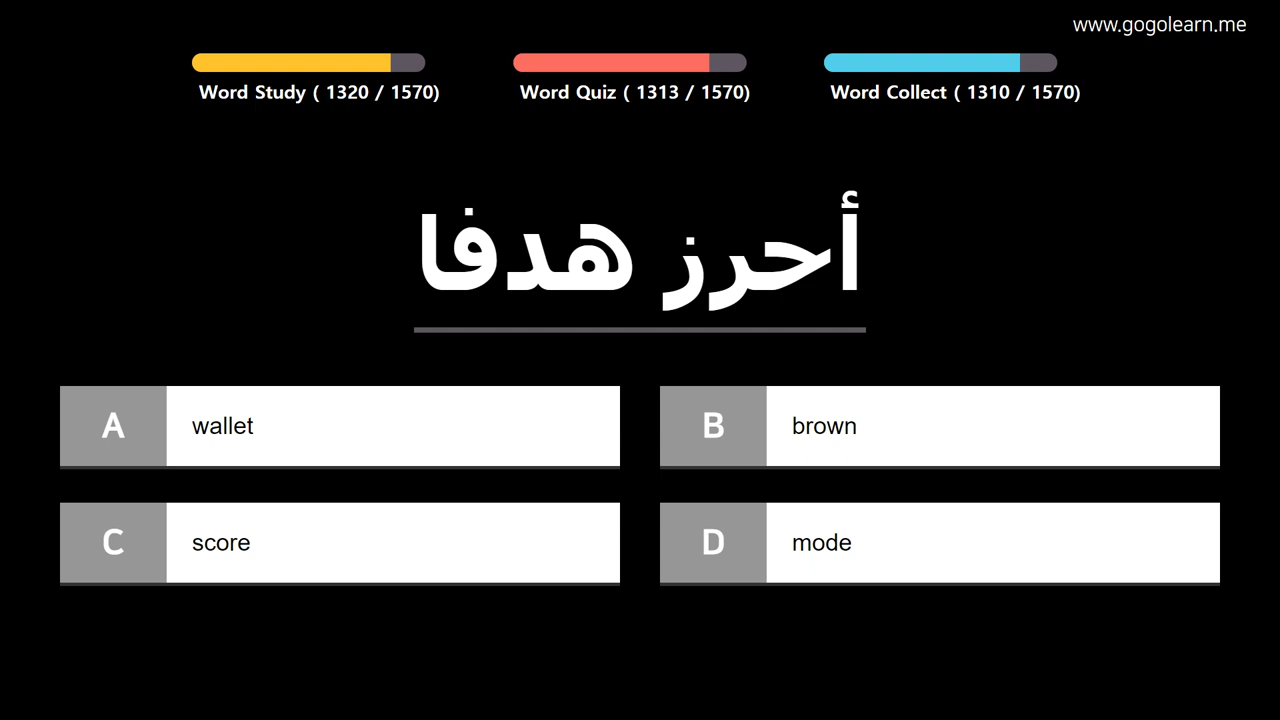 www.gogolearn.me
Word Study ( 1320 / 1570)
Word Quiz ( 1313 / 1570)
Word Collect ( 1310 / 1570)
أحرز هدفا
A wallet
B brown
C score
D mode